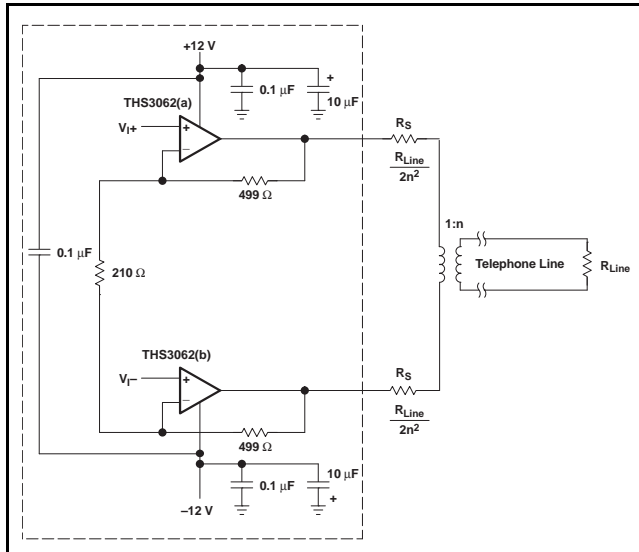 +12 V
+
0.1 µF
10 µF
THS3062(a)
VI+
+
−
499 Ω
RS
RLine
2n²
1:n
Telephone Line
RLine
0.1 µF
210 Ω
THS3062(b)
VI−
+
−
499 Ω
RS
RLine
2n²
0.1 µF
10 µF
+
−12 V